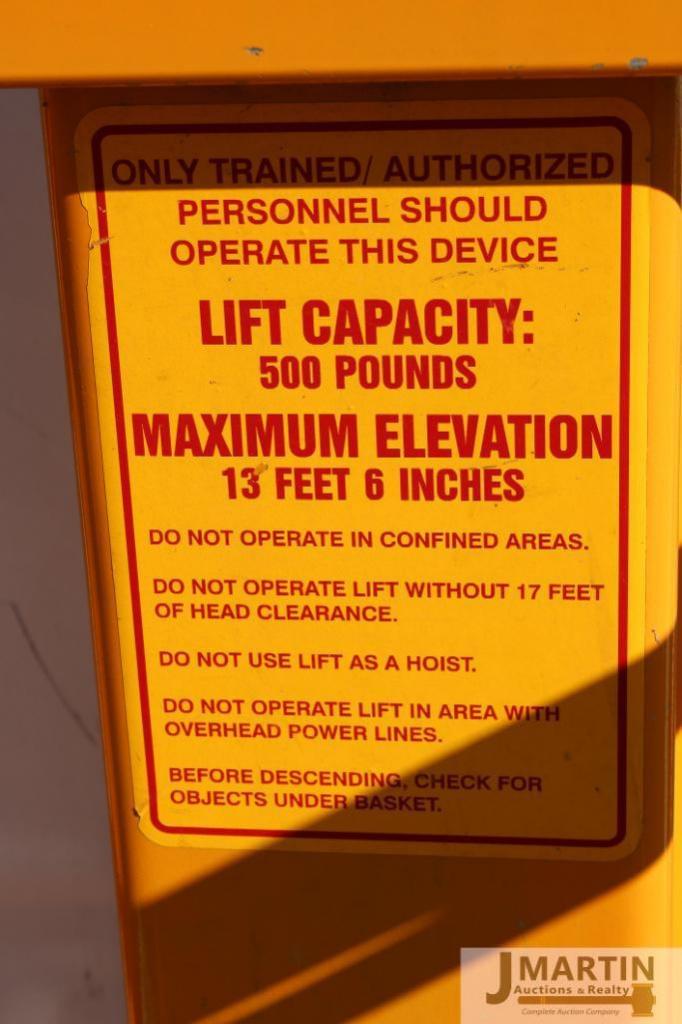 ONLY TRAINED/ AUTHORIZED
PERSONNEL SHOULD
OPERATE THIS DEVICE
LIFT CAPACITY:
500 POUNDS
MAXIMUM ELEVATION
13 FEET 6 INCHES
DO NOT OPERATE IN CONFINED AREAS.
DO NOT OPERATE LIFT WITHOUT 17 FEET
OF HEAD CLEARANCE.
DO NOT USE LIFT AS A HOIST.
DO NOT OPERATE LIFT IN AREA WITH
OVERHEAD POWER LINES.
BEFORE DESCENDING, CHECK FOR
OBJECTS UNDER BASKET.
JMARTIN
Auctions & Realty
Complete Auction Company